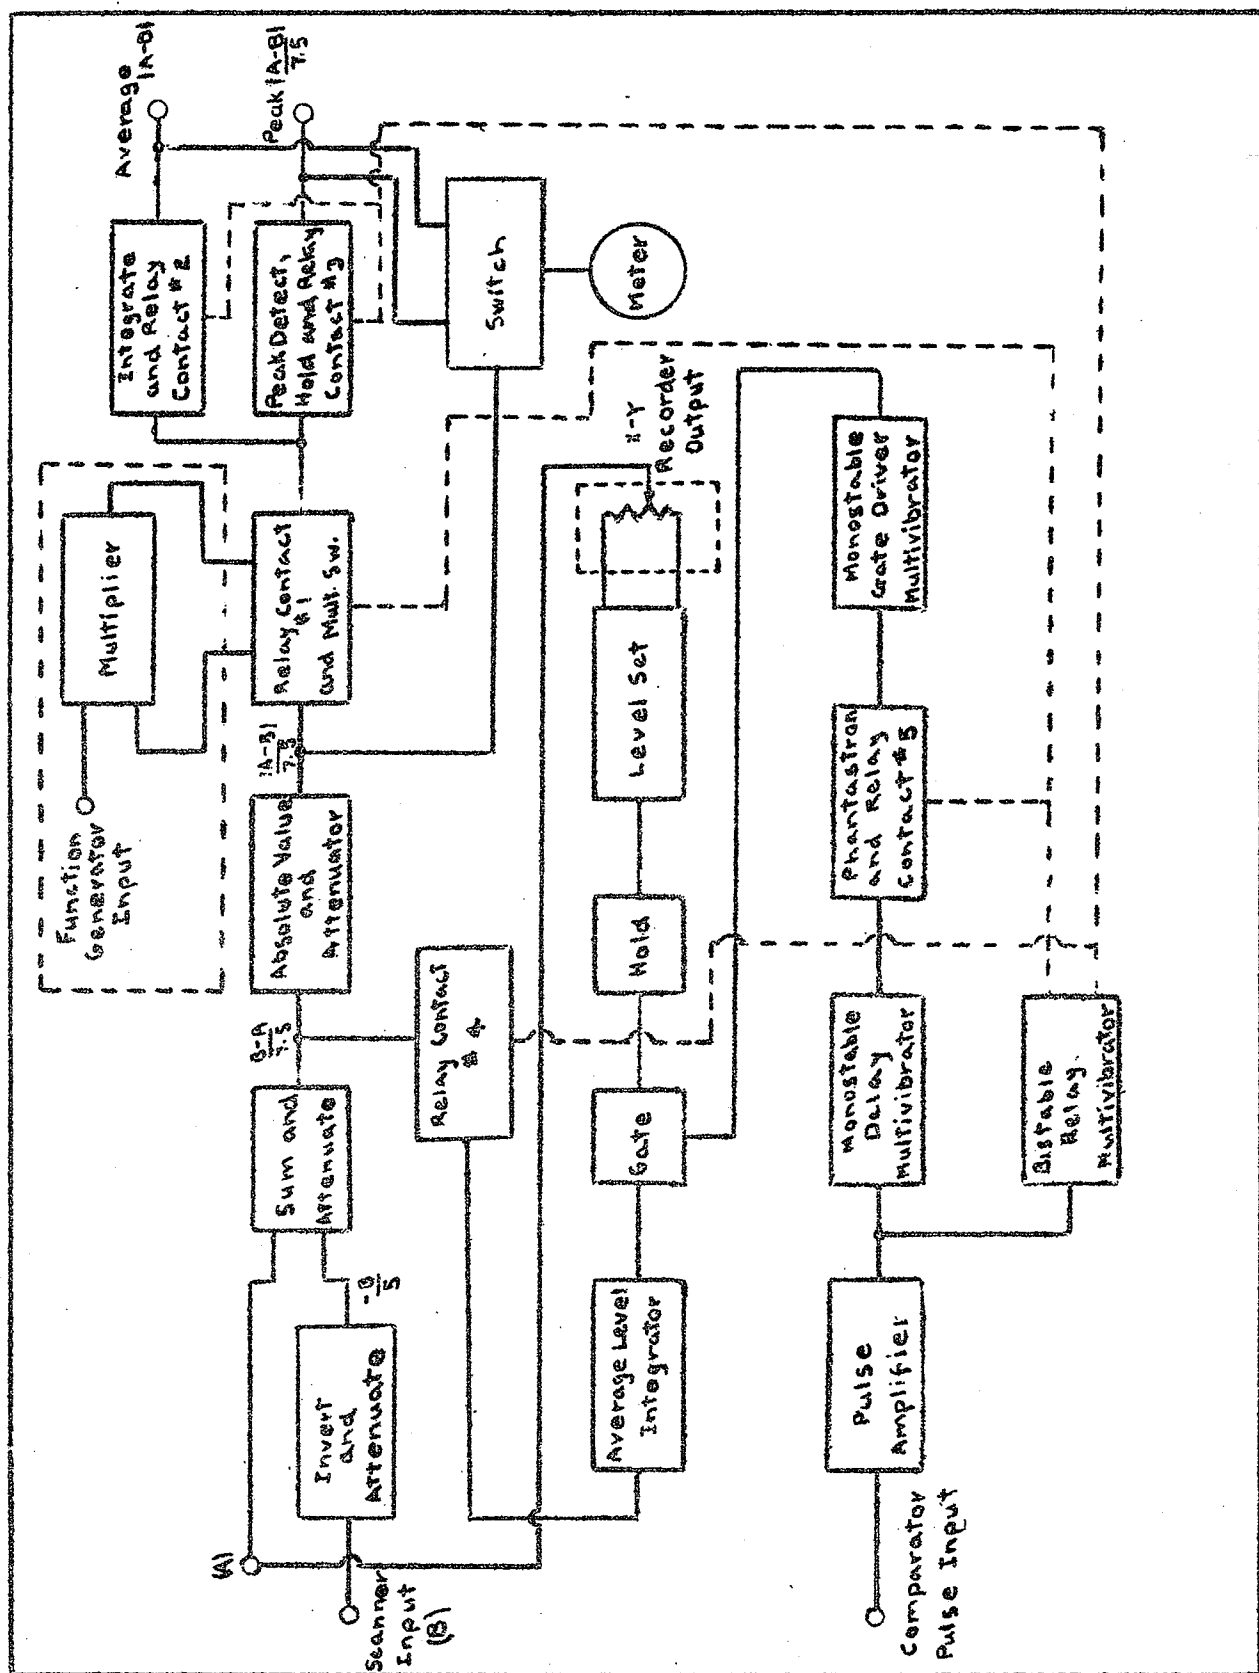 Function
Generator
Input
Multiplier
Average
|A-B|
Integrate
and Relay
Contact #2
Peak |A-B|
7.5
Peak Detect,
Hold and Relay
Contact #3
(A)
Scanner
Input
(B)
Invert
and
Attenuate
-B
5
Sum and
Attenuate
B-A
7.5
Absolute Value
and
Attenuator
|A-B|
7.5
Relay Contact
#1
and Mult. Sw.
Relay Contact
#4
Switch
Meter
Average Level
Integrator
Gate
Hold
Level Set
X-Y
Recorder
Output
Comparator
Pulse Input
Pulse
Amplifier
Monostable
Delay
Multivibrator
Phantastron
and Relay
Contact #5
Monostable
Gate Driver
Multivibrator
Bistable
Relay
Multivibrator